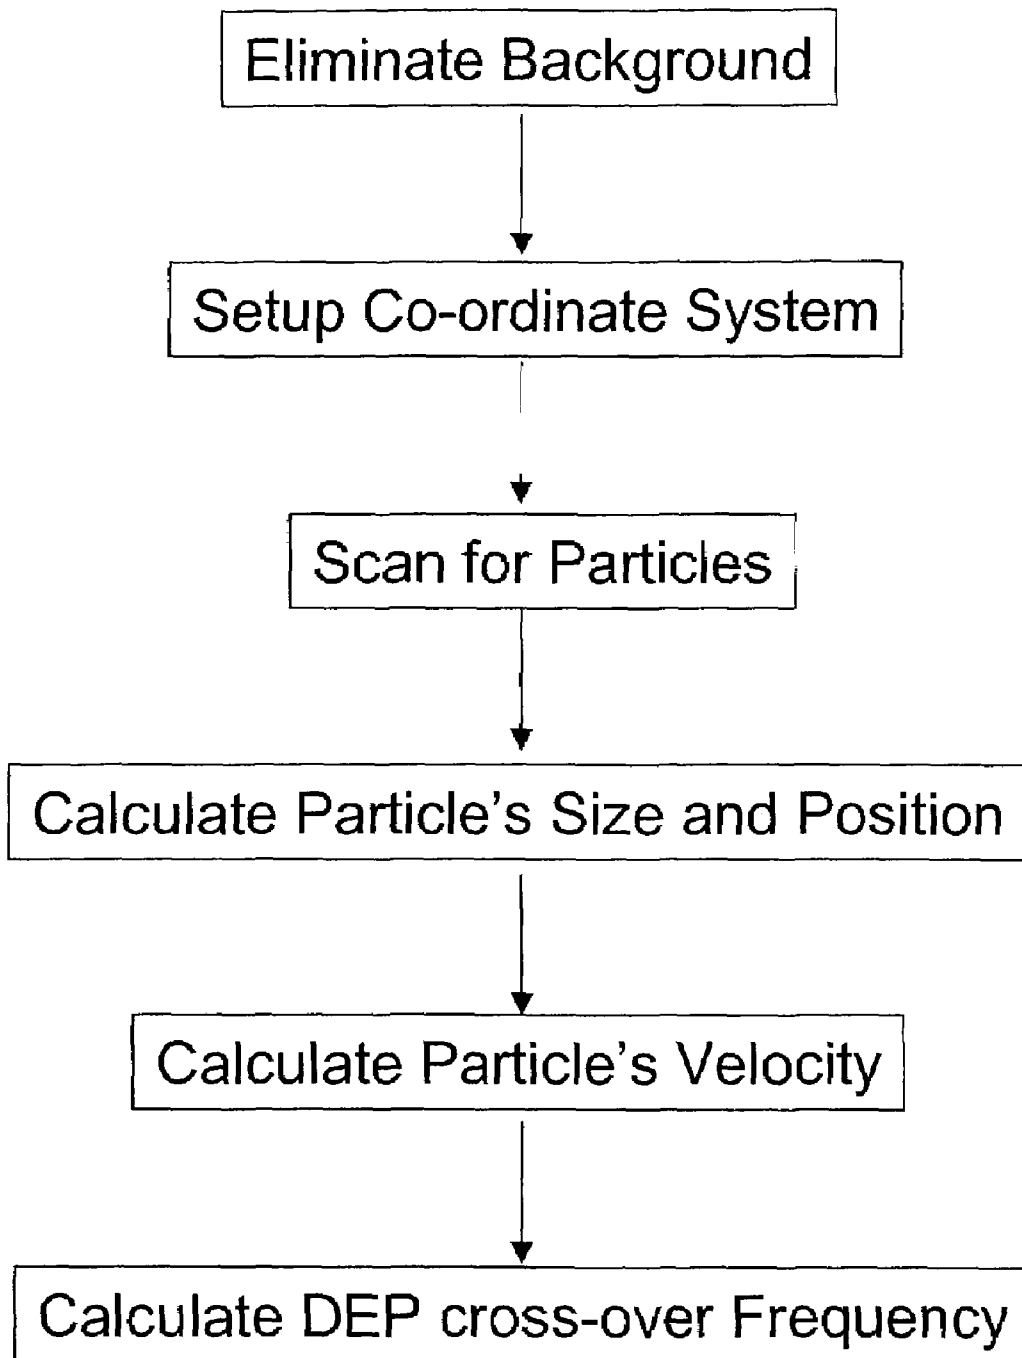 Eliminate Background
Setup Co-ordinate System
Scan for Particles
Calculate Particle's Size and Position
Calculate Particle's Velocity
Calculate DEP cross-over Frequency